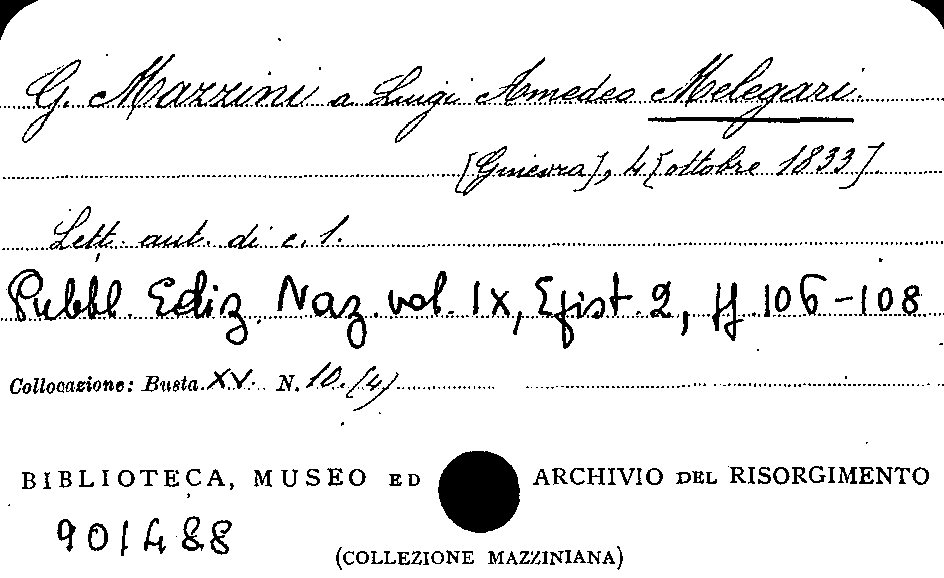 G. Mazzini a Luigi Amedeo Melegari.
[Ginevra], 4 [ottobre 1833].
Lett. aut. di c. 1.
Pubbl. Ediz. Naz. vol. IX, Epist. 2, pp. 106-108
Collocazione: Busta XV. N. 10. (4)
BIBLIOTECA, MUSEO ED ARCHIVIO DEL RISORGIMENTO
901488
(COLLEZIONE MAZZINIANA)